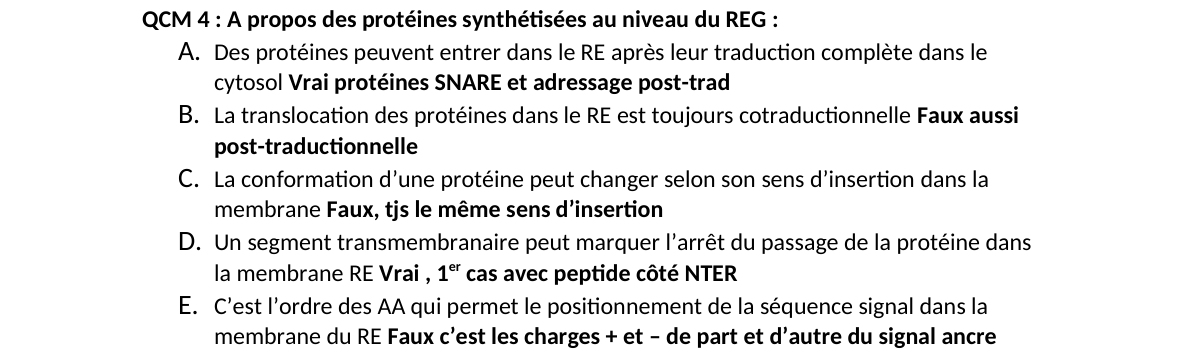 QCM 4 : A propos des protéines synthétisées au niveau du REG :
A. Des protéines peuvent entrer dans le RE après leur traduction complète dans le
cytosol Vrai protéines SNARE et adressage post-trad
B. La translocation des protéines dans le RE est toujours cotraductionnelle Faux aussi
post-traductionnelle
C. La conformation d’une protéine peut changer selon son sens d’insertion dans la
membrane Faux, tjs le même sens d’insertion
D. Un segment transmembranaire peut marquer l’arrêt du passage de la protéine dans
la membrane RE Vrai , 1er cas avec peptide côté NTER
E. C’est l’ordre des AA qui permet le positionnement de la séquence signal dans la
membrane du RE Faux c’est les charges + et – de part et d’autre du signal ancre